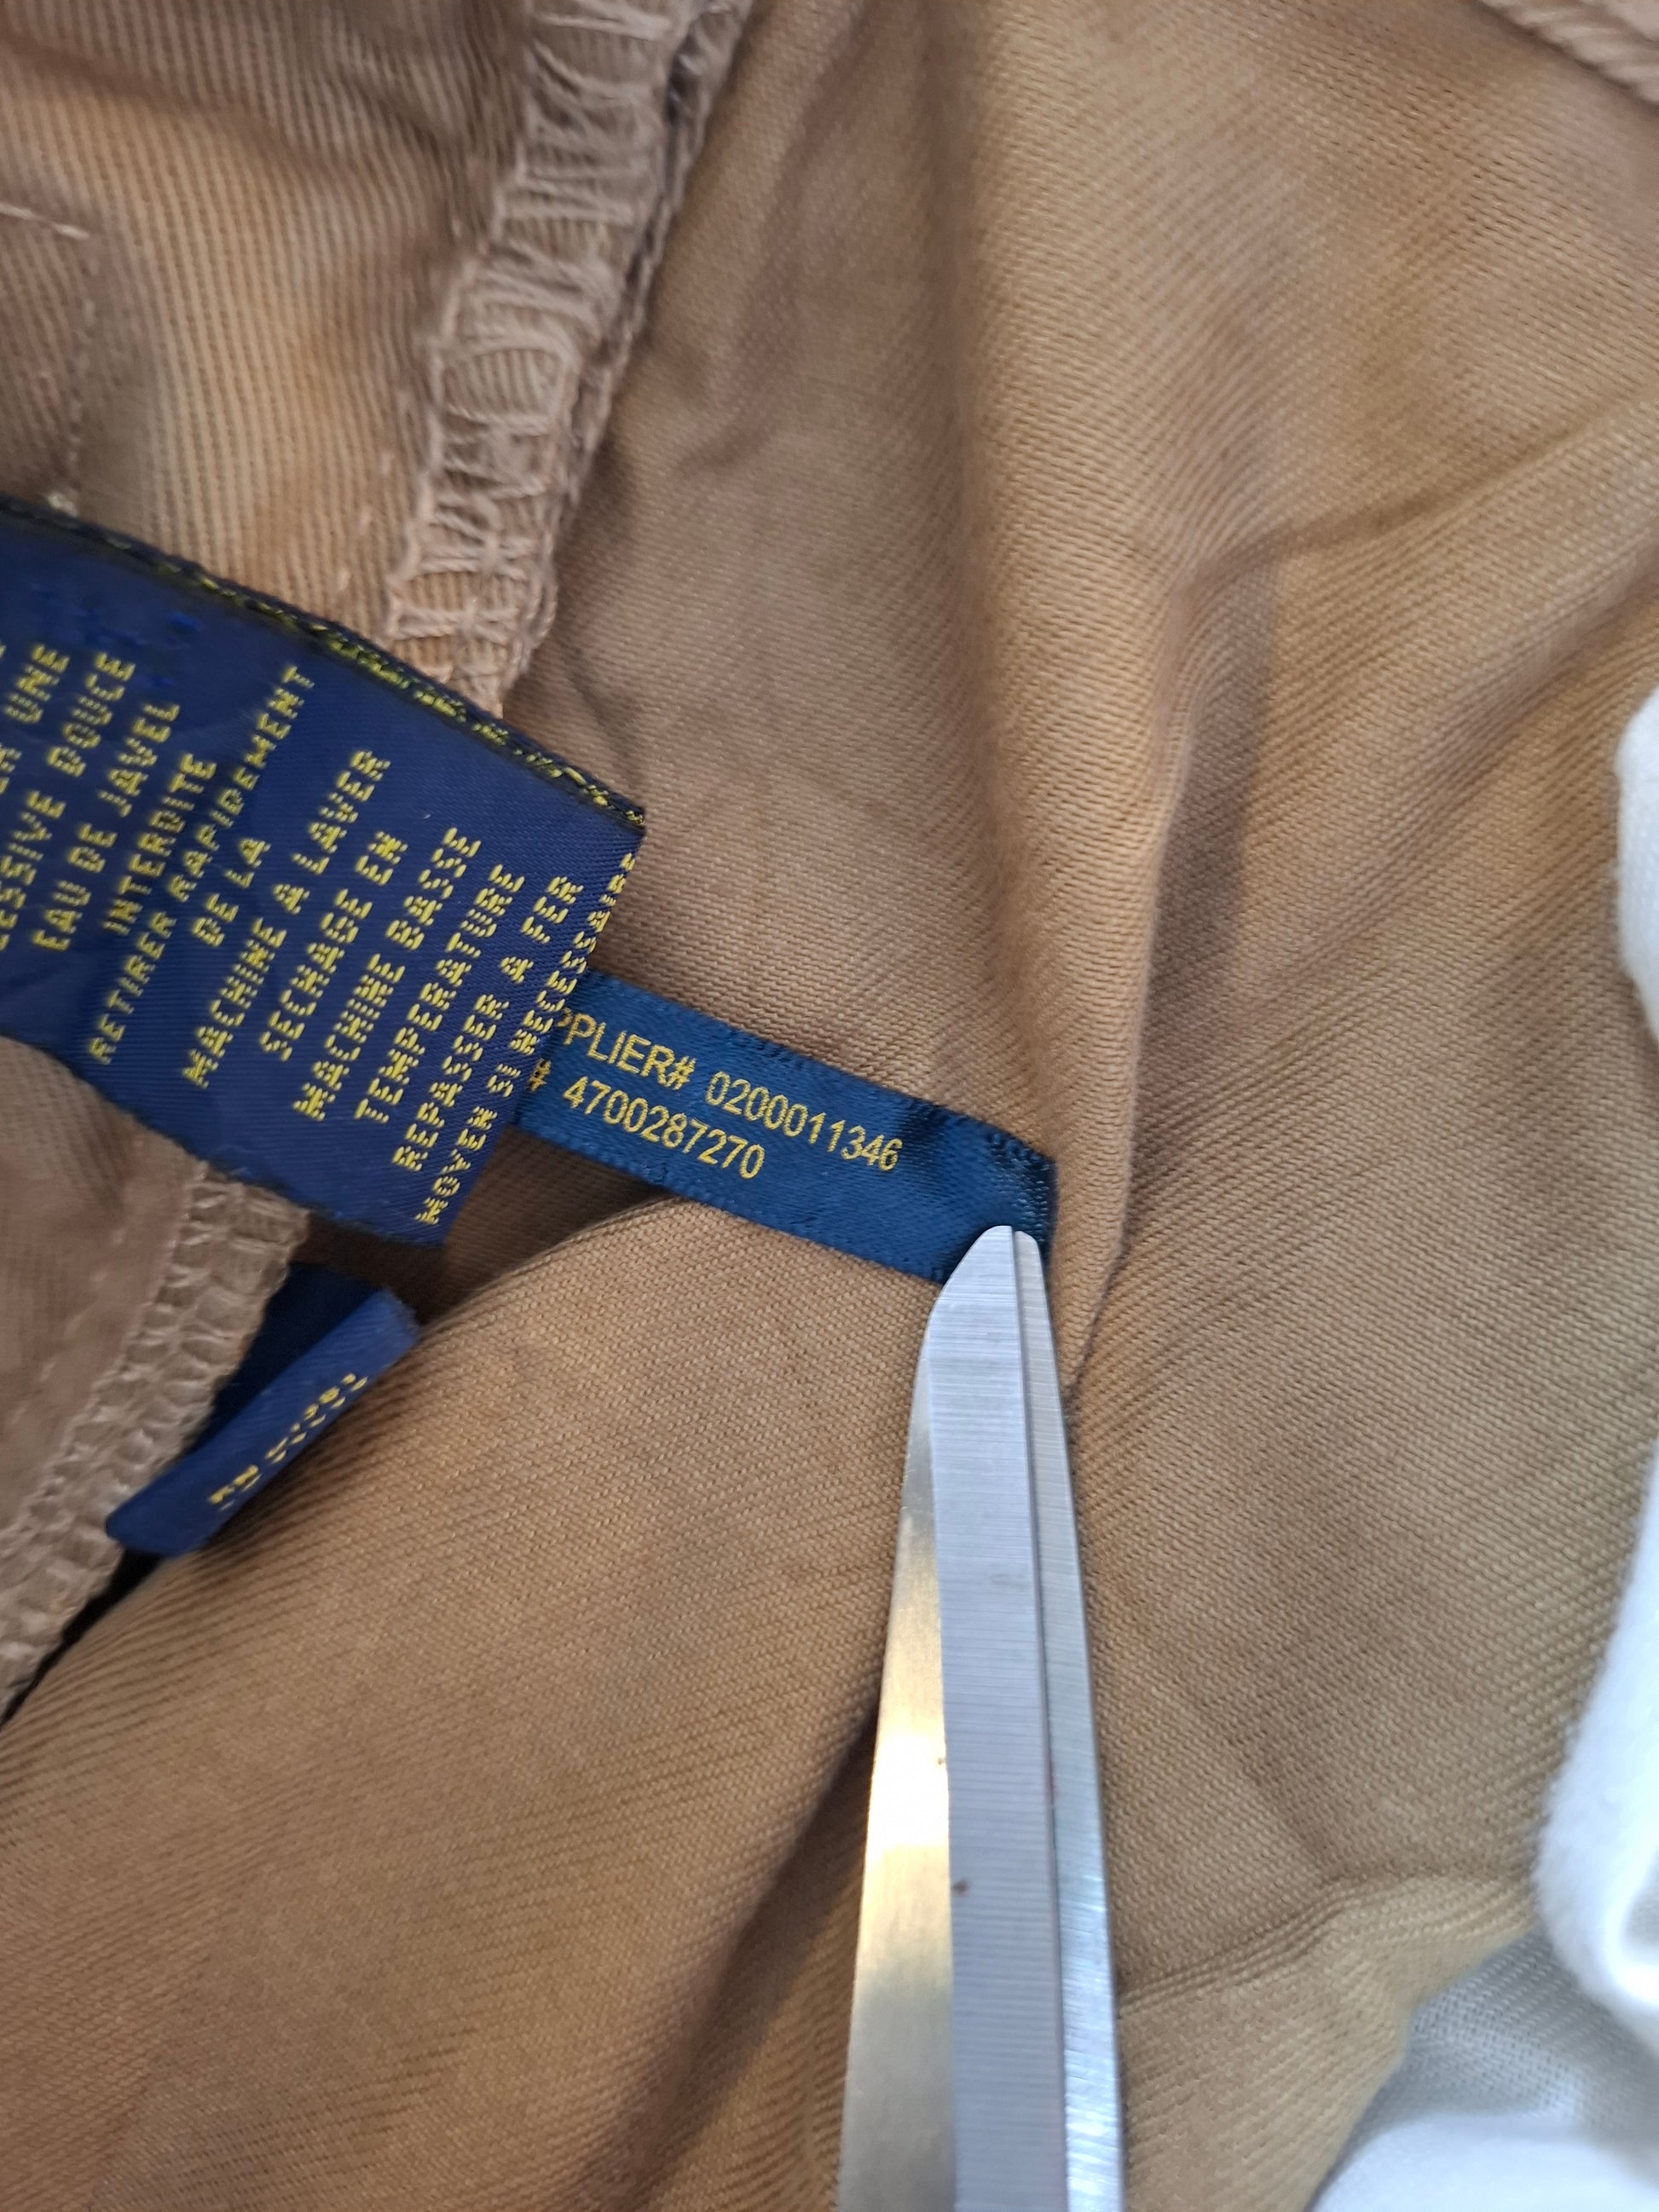 UNE
LESSIVE DOUCE
EAU DE JAVEL
INTERDITE
RETIRER RAPIDEMENT
DE LA
MACHINE A LAVER
SECHAGE EN
MACHINE BASSE
TEMPERATURE
REPASSER A FER
MOYEN SI NECESSAIRE
PPLIER# 0200011346
# 4700287270
RN